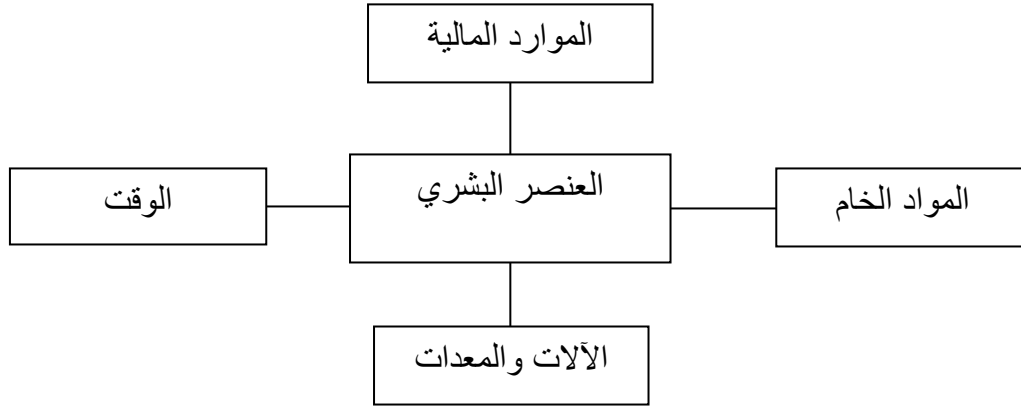 الموارد المالية
المواد الخام
العنصر البشري
الوقت
الآلات والمعدات